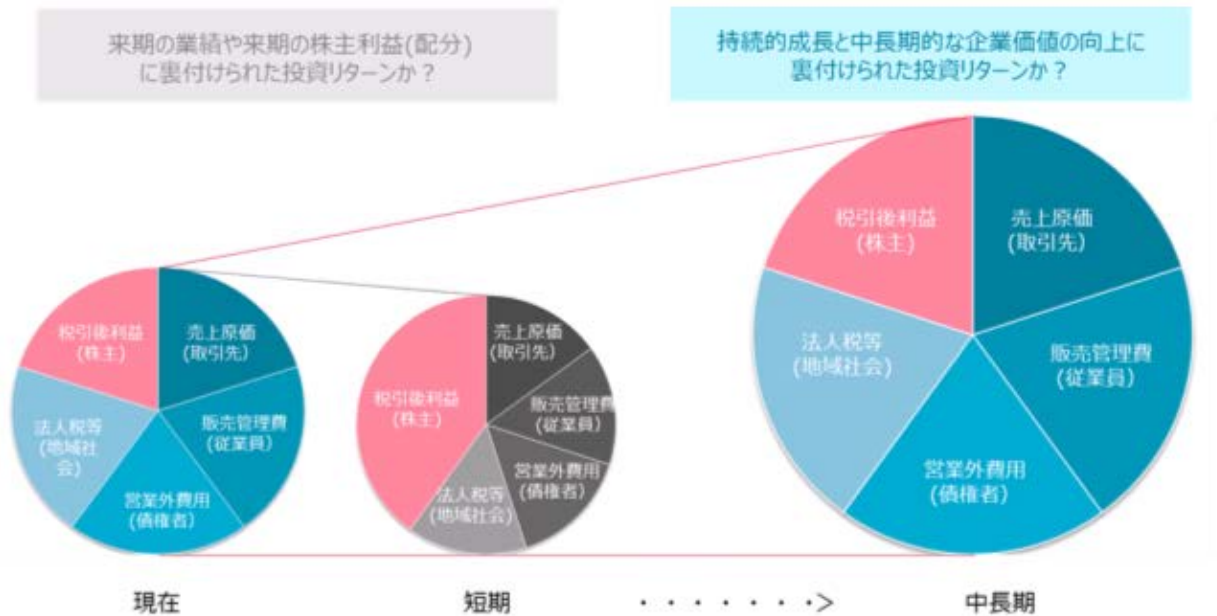 来期の業績や来期の株主利益(配分)
に裏付けられた投資リターンか？
持続的成長と中長期的な企業価値の向上に
裏付けられた投資リターンか？
税引後利益
(株主)
売上原価
(取引先)
販売管理費
(従業員)
営業外費用
(債権者)
法人税等
(地域社
会)
税引後利益
(株主)
売上原価
(取引先)
販売管理費
(従業員)
営業外費用
(債権者)
法人税等
(地域社会)
税引後利益
(株主)
売上原価
(取引先)
販売管理費
(従業員)
営業外費用
(債権者)
法人税等
(地域社会)
現在
短期
・・・・・・・>
中長期